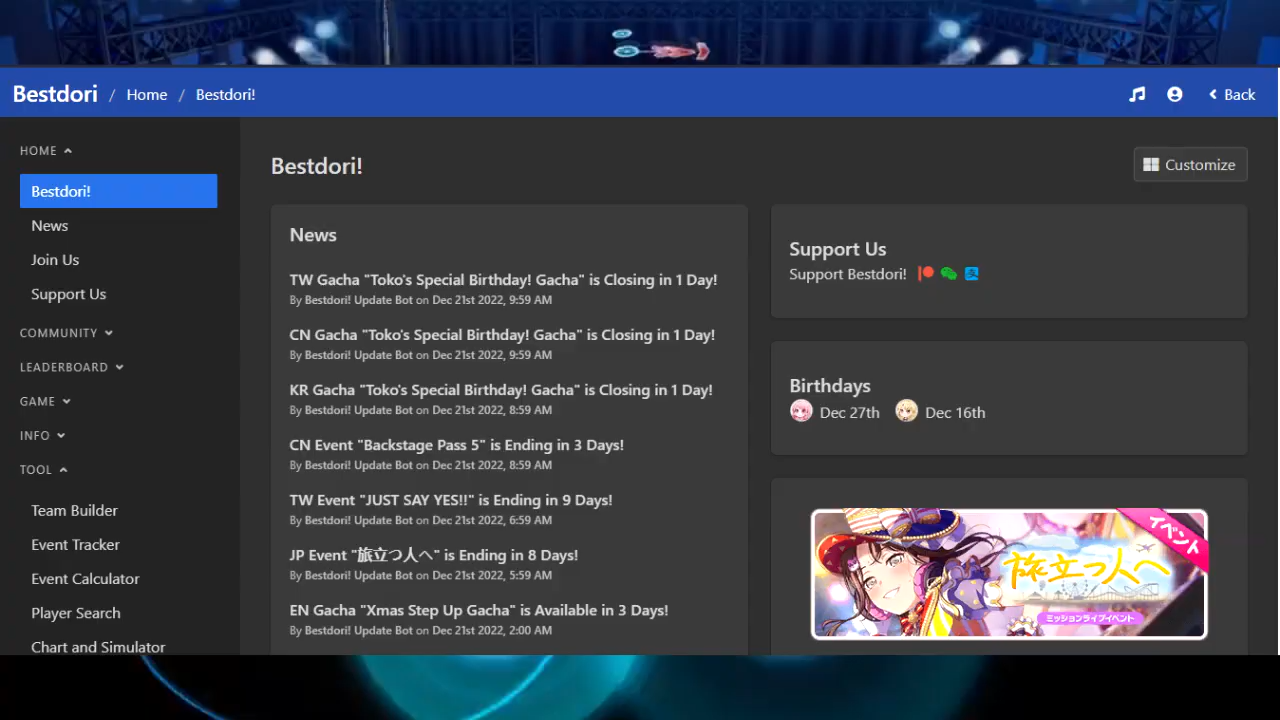 Bestdori / Home / Bestdori!
Back
HOME
Bestdori!
News
Join Us
Support Us
COMMUNITY
LEADERBOARD
GAME
INFO
TOOL
Team Builder
Event Tracker
Event Calculator
Player Search
Chart and Simulator
Bestdori!
Customize
News
TW Gacha "Toko's Special Birthday! Gacha" is Closing in 1 Day!
By Bestdori! Update Bot on Dec 21st 2022, 9:59 AM
CN Gacha "Toko's Special Birthday! Gacha" is Closing in 1 Day!
By Bestdori! Update Bot on Dec 21st 2022, 9:59 AM
KR Gacha "Toko's Special Birthday! Gacha" is Closing in 1 Day!
By Bestdori! Update Bot on Dec 21st 2022, 8:59 AM
CN Event "Backstage Pass 5" is Ending in 3 Days!
By Bestdori! Update Bot on Dec 21st 2022, 8:59 AM
TW Event "JUST SAY YES!!" is Ending in 9 Days!
By Bestdori! Update Bot on Dec 21st 2022, 6:59 AM
JP Event "旅立つ人へ" is Ending in 8 Days!
By Bestdori! Update Bot on Dec 21st 2022, 5:59 AM
EN Gacha "Xmas Step Up Gacha" is Available in 3 Days!
By Bestdori! Update Bot on Dec 21st 2022, 2:00 AM
Support Us
Support Bestdori!
Birthdays
Dec 27th Dec 16th
イベント
旅立つ人へ
ミッションライブイベント